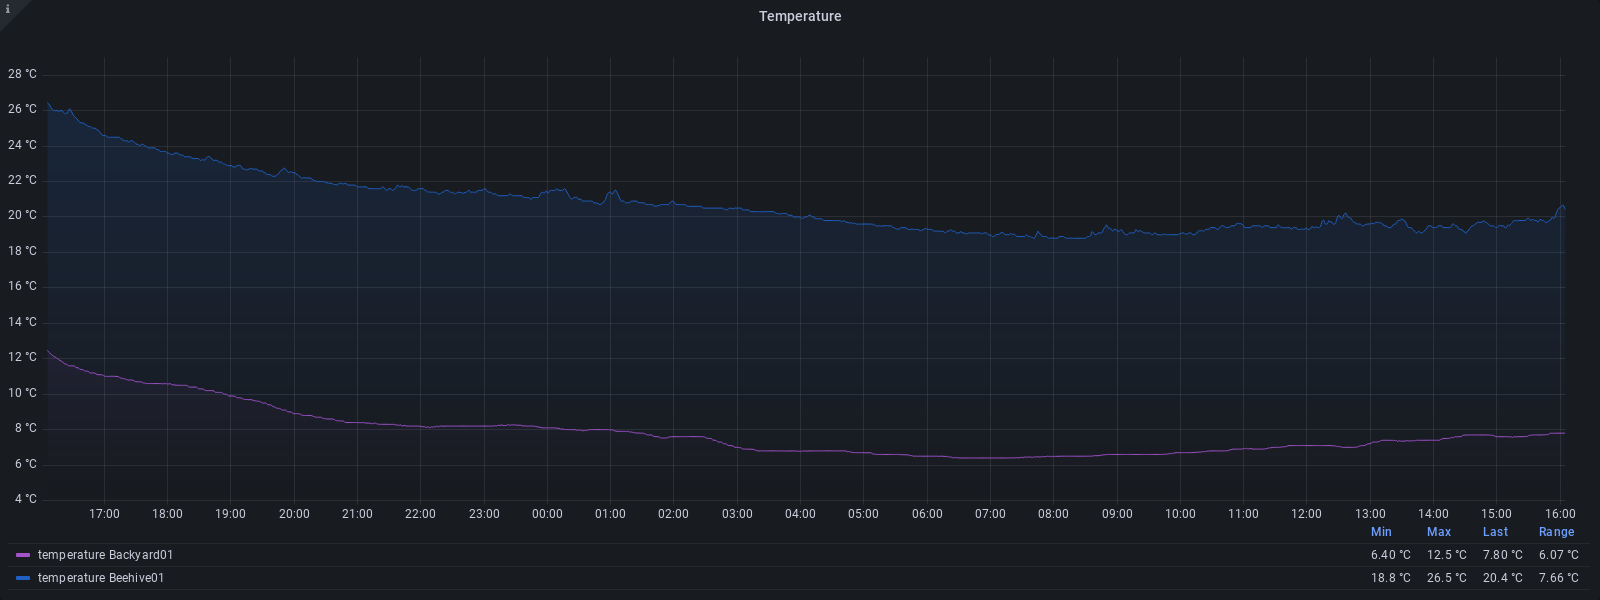 i
Temperature
28 °C
26 °C
24 °C
22 °C
20 °C
18 °C
16 °C
14 °C
12 °C
10 °C
8 °C
6 °C
4 °C
17:00 18:00 19:00 20:00 21:00 22:00 23:00 00:00 01:00 02:00 03:00 04:00 05:00 06:00 07:00 08:00 09:00 10:00 11:00 12:00 13:00 14:00 15:00 16:00
Min Max Last Range
temperature Backyard01 6.40 °C 12.5 °C 7.80 °C 6.07 °C
temperature Beehive01 18.8 °C 26.5 °C 20.4 °C 7.66 °C